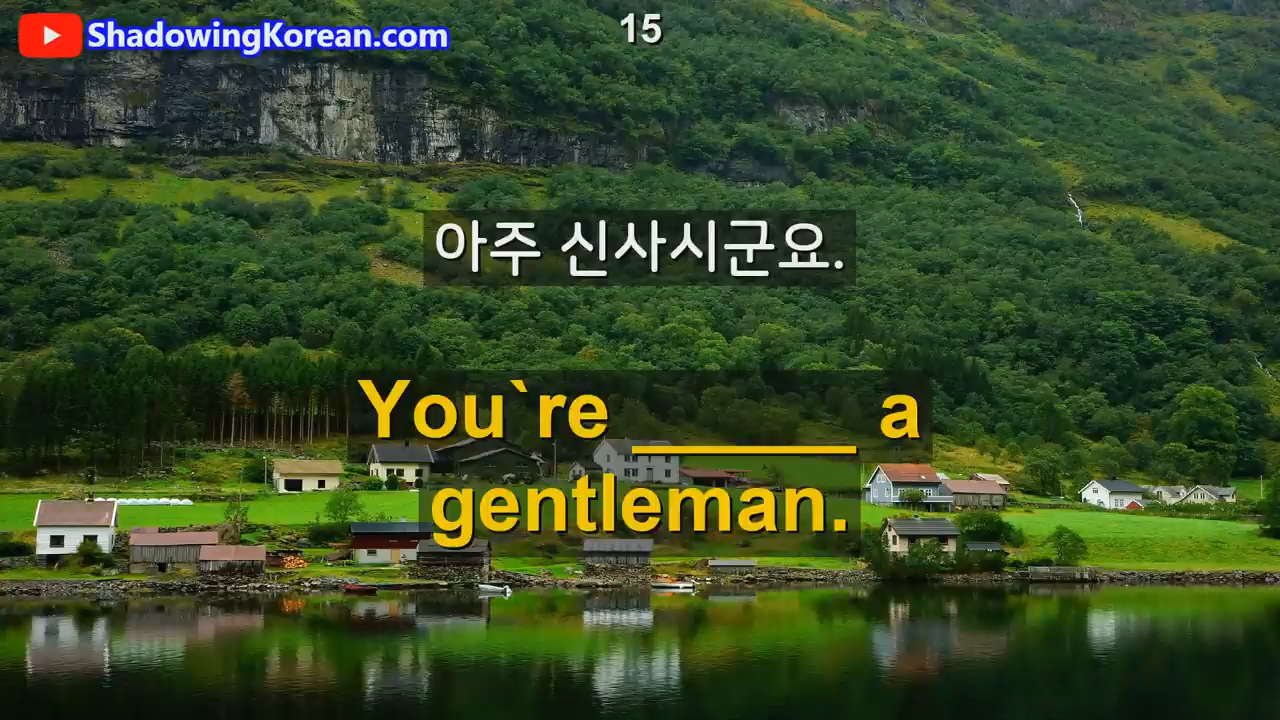 ShadowingKorean.com
15
아주 신사시군요.
You`re ______ a
gentleman.